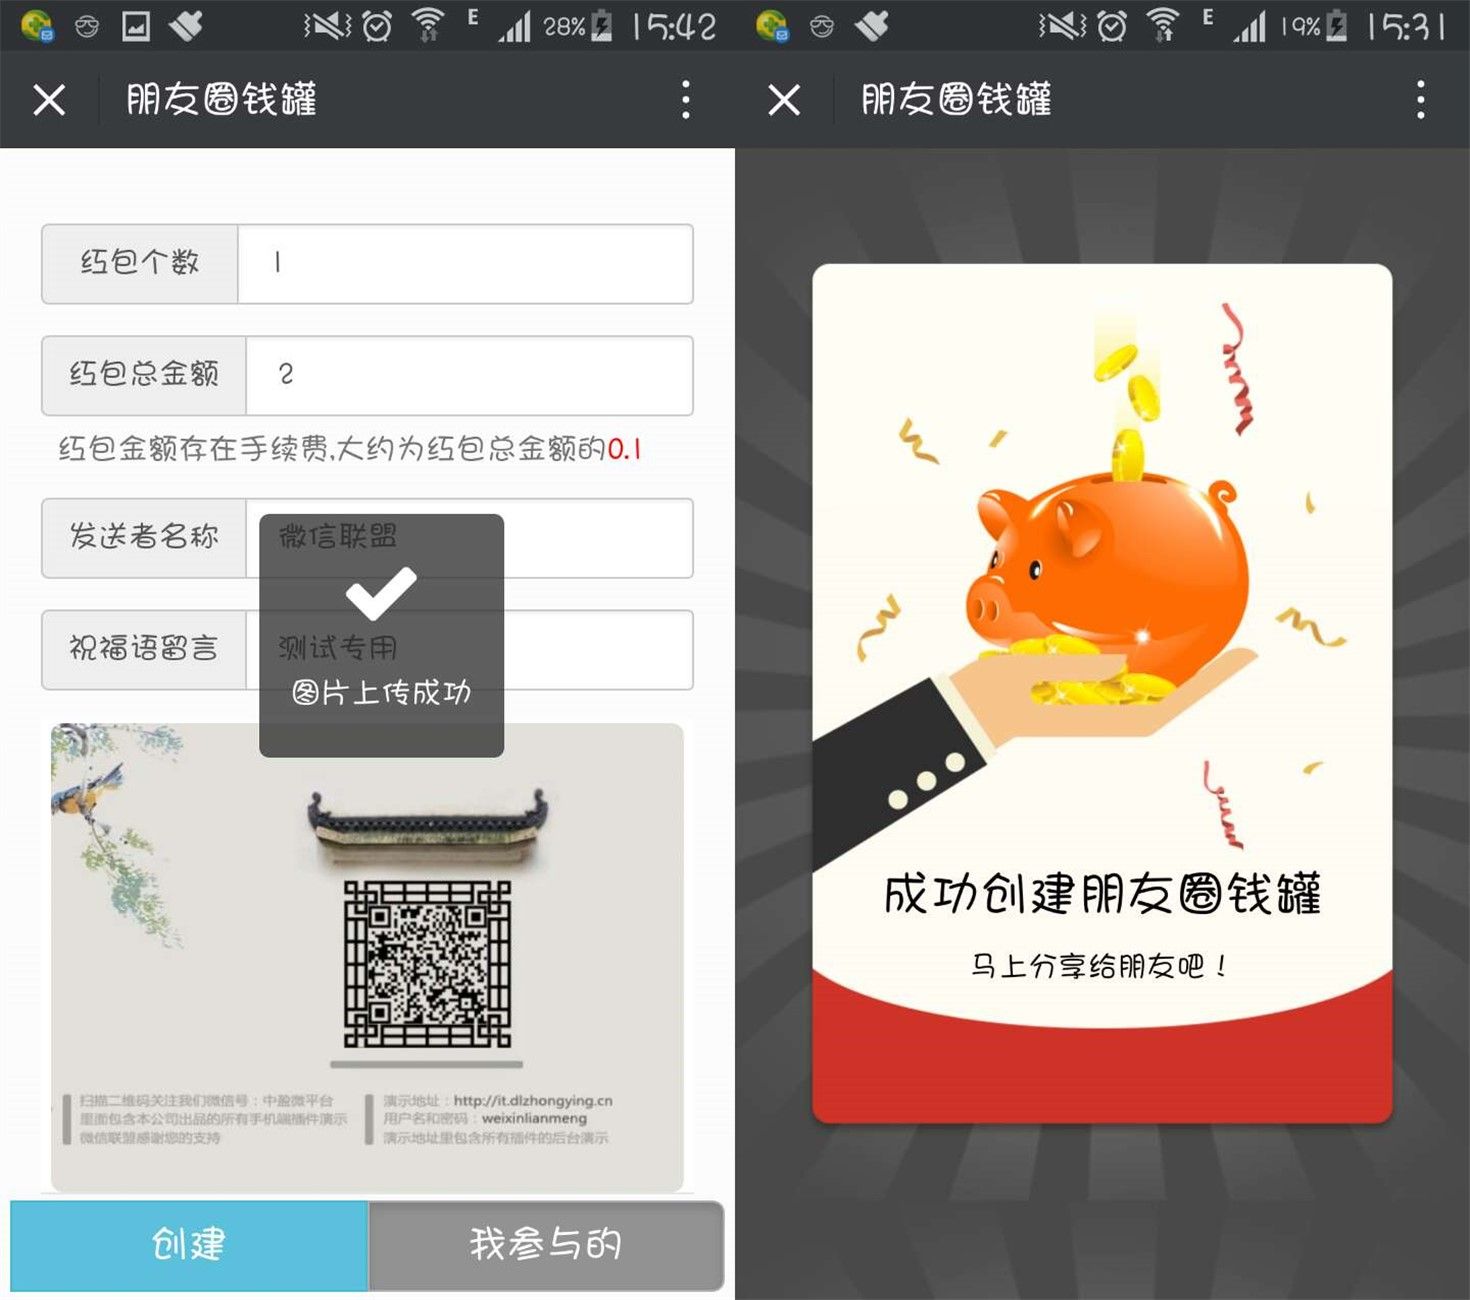 E 28% 15:42
朋友圈钱罐
红包个数 1
红包总金额 2
红包金额存在手续费,大约为红包总金额的0.1
发送者名称 微信联盟
祝福语留言 测试专用
图片上传成功
扫描二维码关注我们微信号：中盈微平台
里面包含本公司出品的所有手机端插件演示
微信联盟感谢您的支持
演示地址：http://it.dlzhongying.cn
用户名和密码：weixinlianmeng
演示地址里包含所有插件的后台演示
创建 我参与的
E 19% 15:31
朋友圈钱罐
成功创建朋友圈钱罐
马上分享给朋友吧！